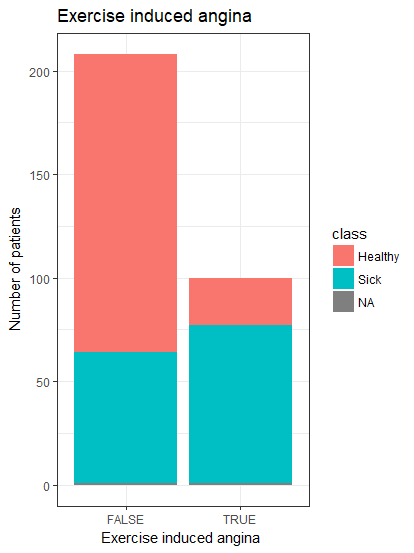 Exercise induced angina
200
150
100
50
0
Number of patients
FALSE
TRUE
Exercise induced angina
class
Healthy
Sick
NA